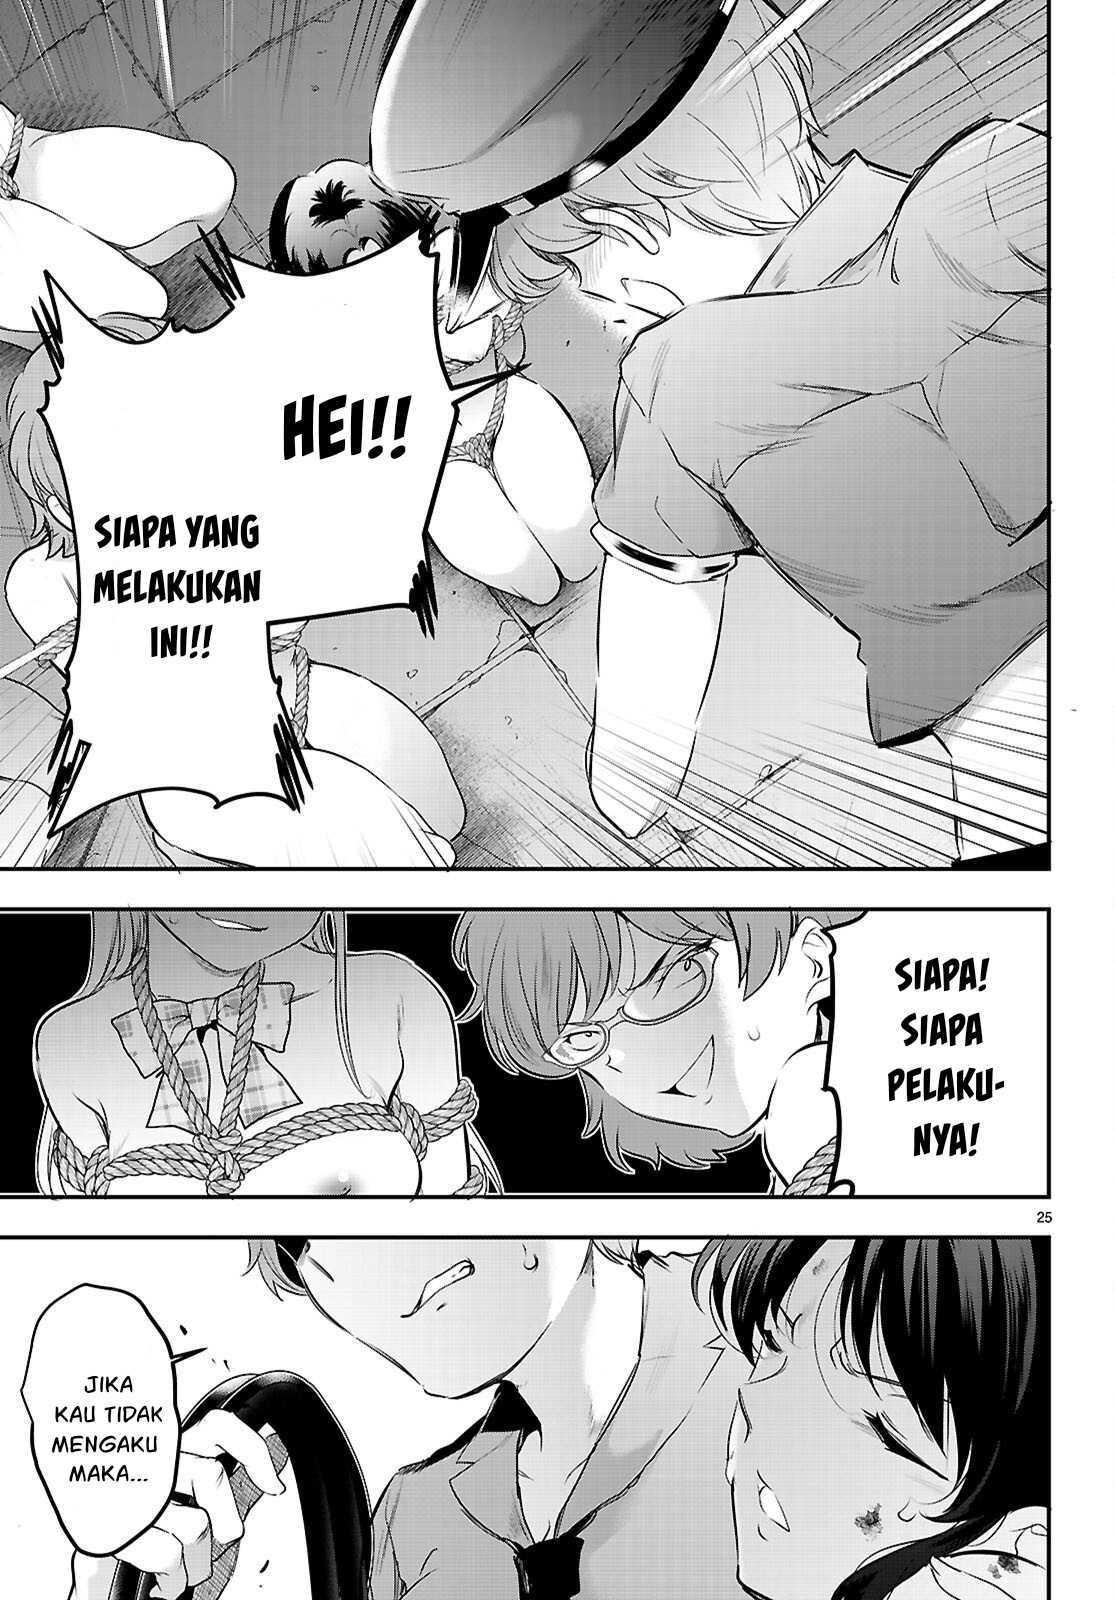 HEI!!
SIAPA YANG
MELAKUKAN
INI!!
SIAPA!
SIAPA
PELAKU-
NYA!
25
JIKA
KAU TIDAK
MENGAKU
MAKA...